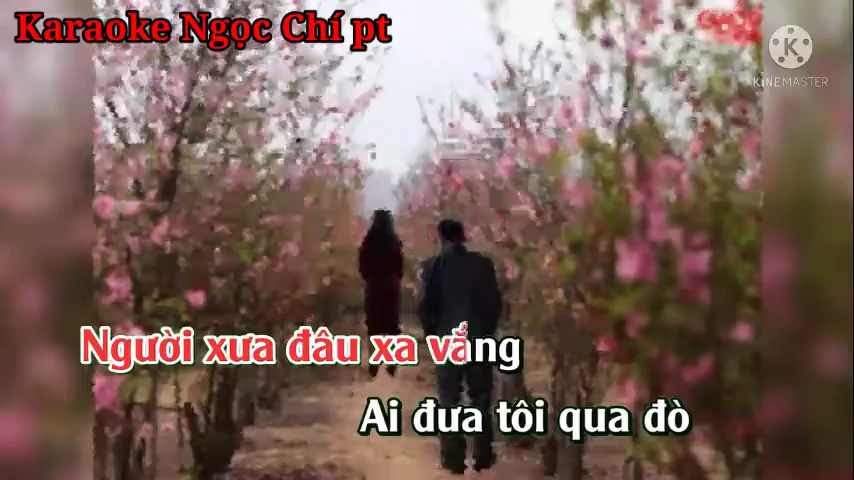 Karaoke Ngọc Chí pt
K
KINEMASTER
Người xưa đâu xa vắng
Ai đưa tôi qua đò